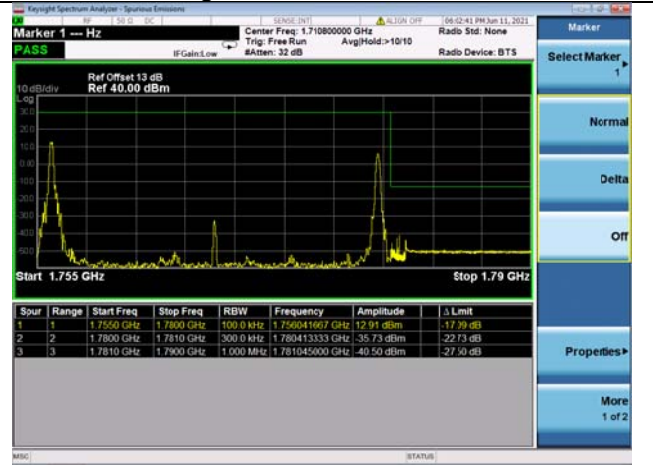 Keysight Spectrum Analyzer - Spurious Emissions
RF 50 Ω DC SENSE:INT ALIGN OFF 06:02:41 PM Jun 11, 2021
Marker 1 --- Hz
Center Freq: 1.710800000 GHz
Radio Std: None
Marker
PASS
Trig: Free Run Avg|Hold:>10/10
IFGain:Low #Atten: 32 dB
Radio Device: BTS
Select Marker
1
Ref Offset 13 dB
10 dB/div Ref 40.00 dBm
Log
30.0
20.0
10.0
0.00
-10.0
-20.0
-30.0
-40.0
-50.0
Normal
Delta
Off
Start 1.755 GHz Stop 1.79 GHz
Spur Range Start Freq Stop Freq RBW Frequency Amplitude Δ Limit
1 1 1.7550 GHz 1.7800 GHz 100.0 kHz 1.756041667 GHz 12.91 dBm -17.09 dB
2 2 1.7800 GHz 1.7810 GHz 300.0 kHz 1.780413333 GHz -35.73 dBm -22.73 dB
3 3 1.7810 GHz 1.7900 GHz 1.000 MHz 1.781045000 GHz -40.50 dBm -27.50 dB
Properties
More
1 of 2
MSG STATUS